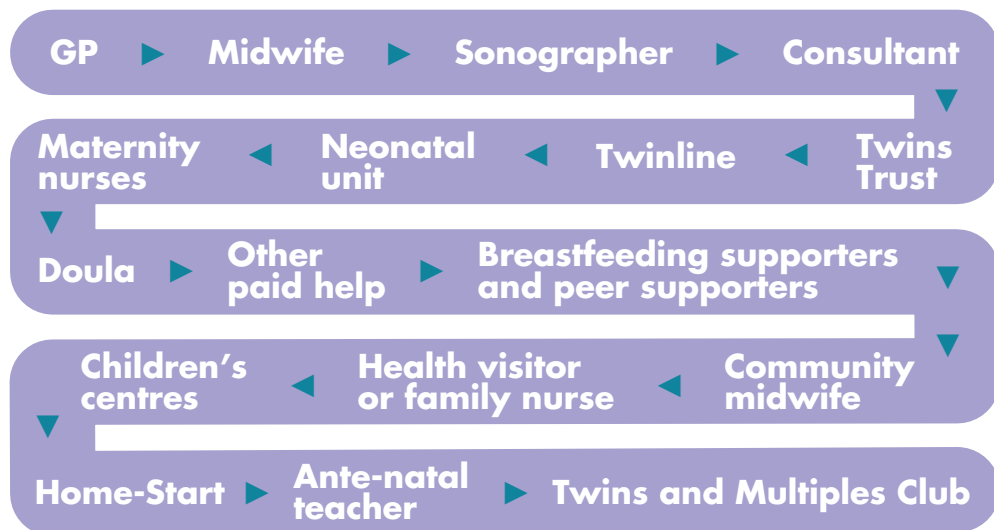 GP
Midwife
Sonographer
Consultant
Twins
Trust
Twinline
Neonatal
unit
Maternity
nurses
Doula
Other
paid help
Breastfeeding supporters
and peer supporters
Community
midwife
Health visitor
or family nurse
Children's
centres
Home-Start
Ante-natal
teacher
Twins and Multiples Club